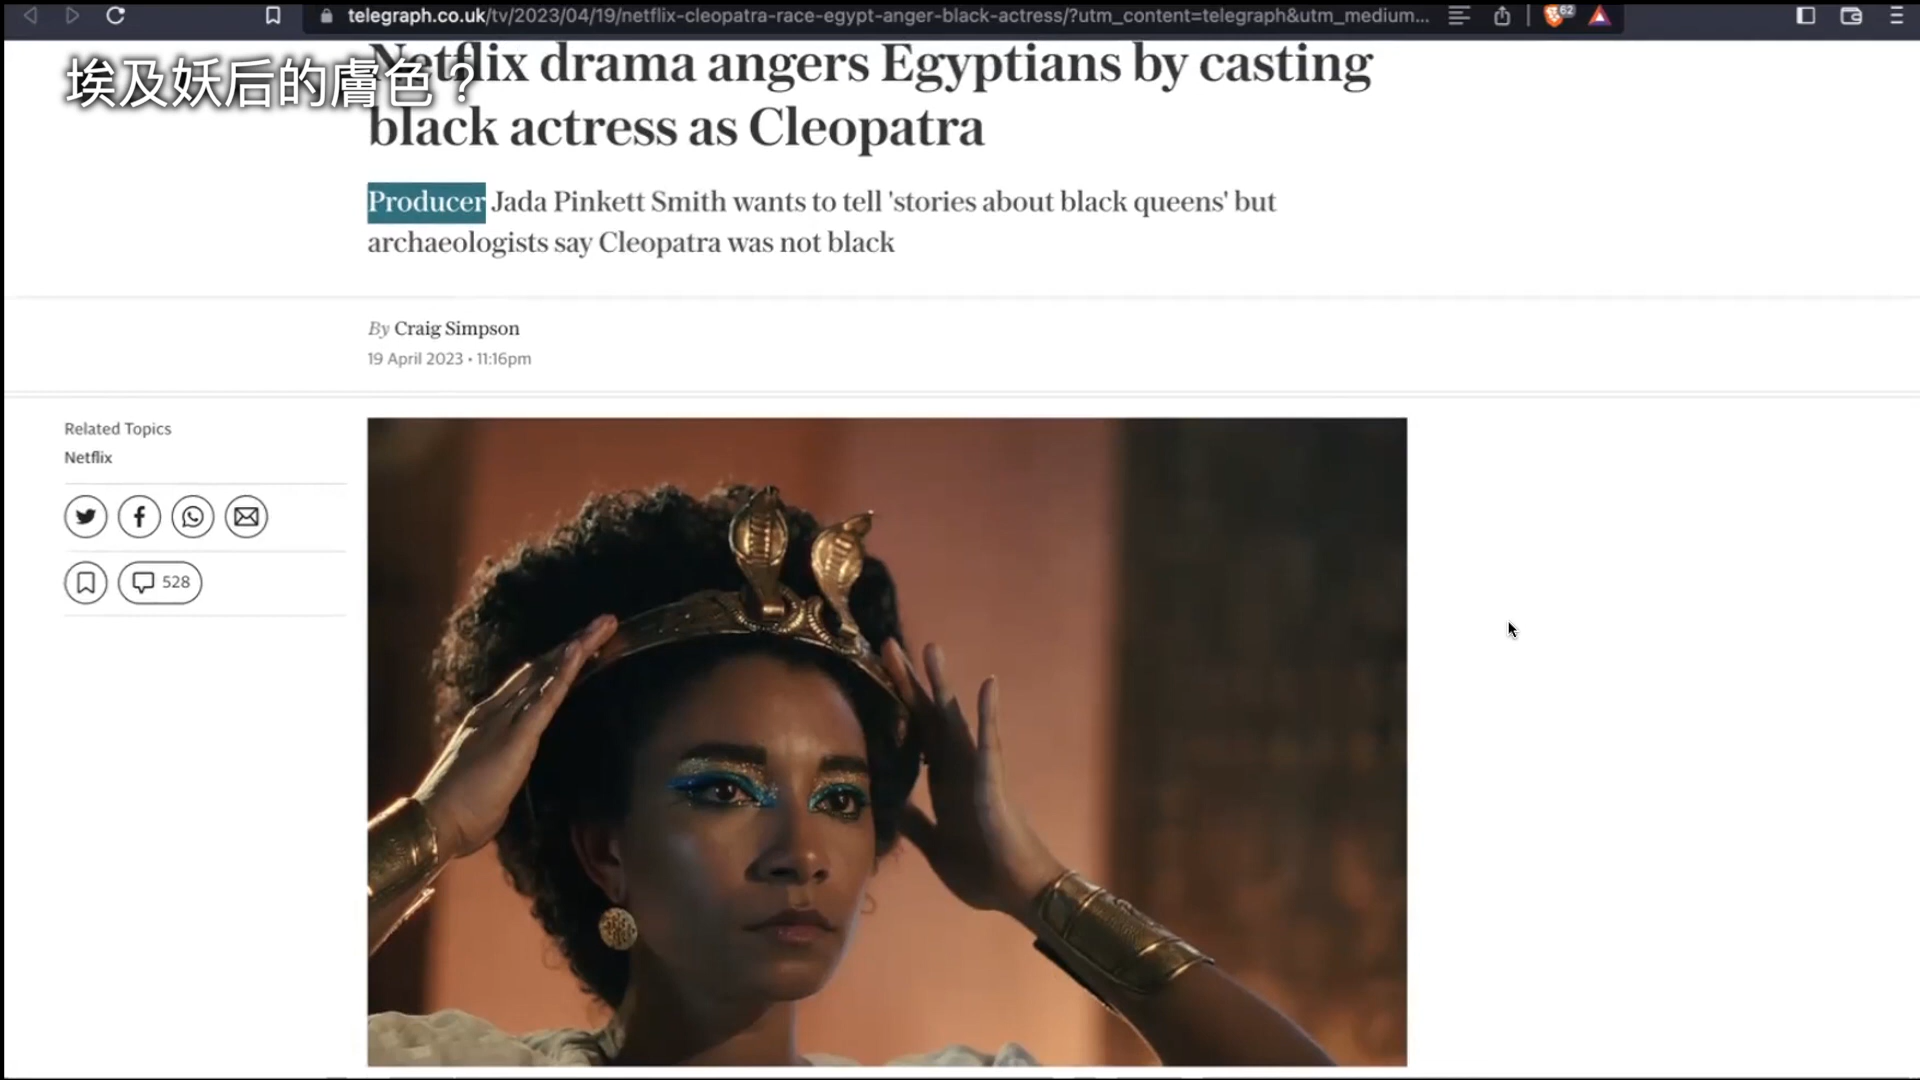 telegraph.co.uk/tv/2023/04/19/netflix-cleopatra-race-egypt-anger-black-actress/?utm_content=telegraph&utm_medium...
62
埃及妖后的膚色？
Netflix drama angers Egyptians by casting
black actress as Cleopatra
Producer Jada Pinkett Smith wants to tell 'stories about black queens' but
archaeologists say Cleopatra was not black
By Craig Simpson
19 April 2023 • 11:16pm
Related Topics
Netflix
528